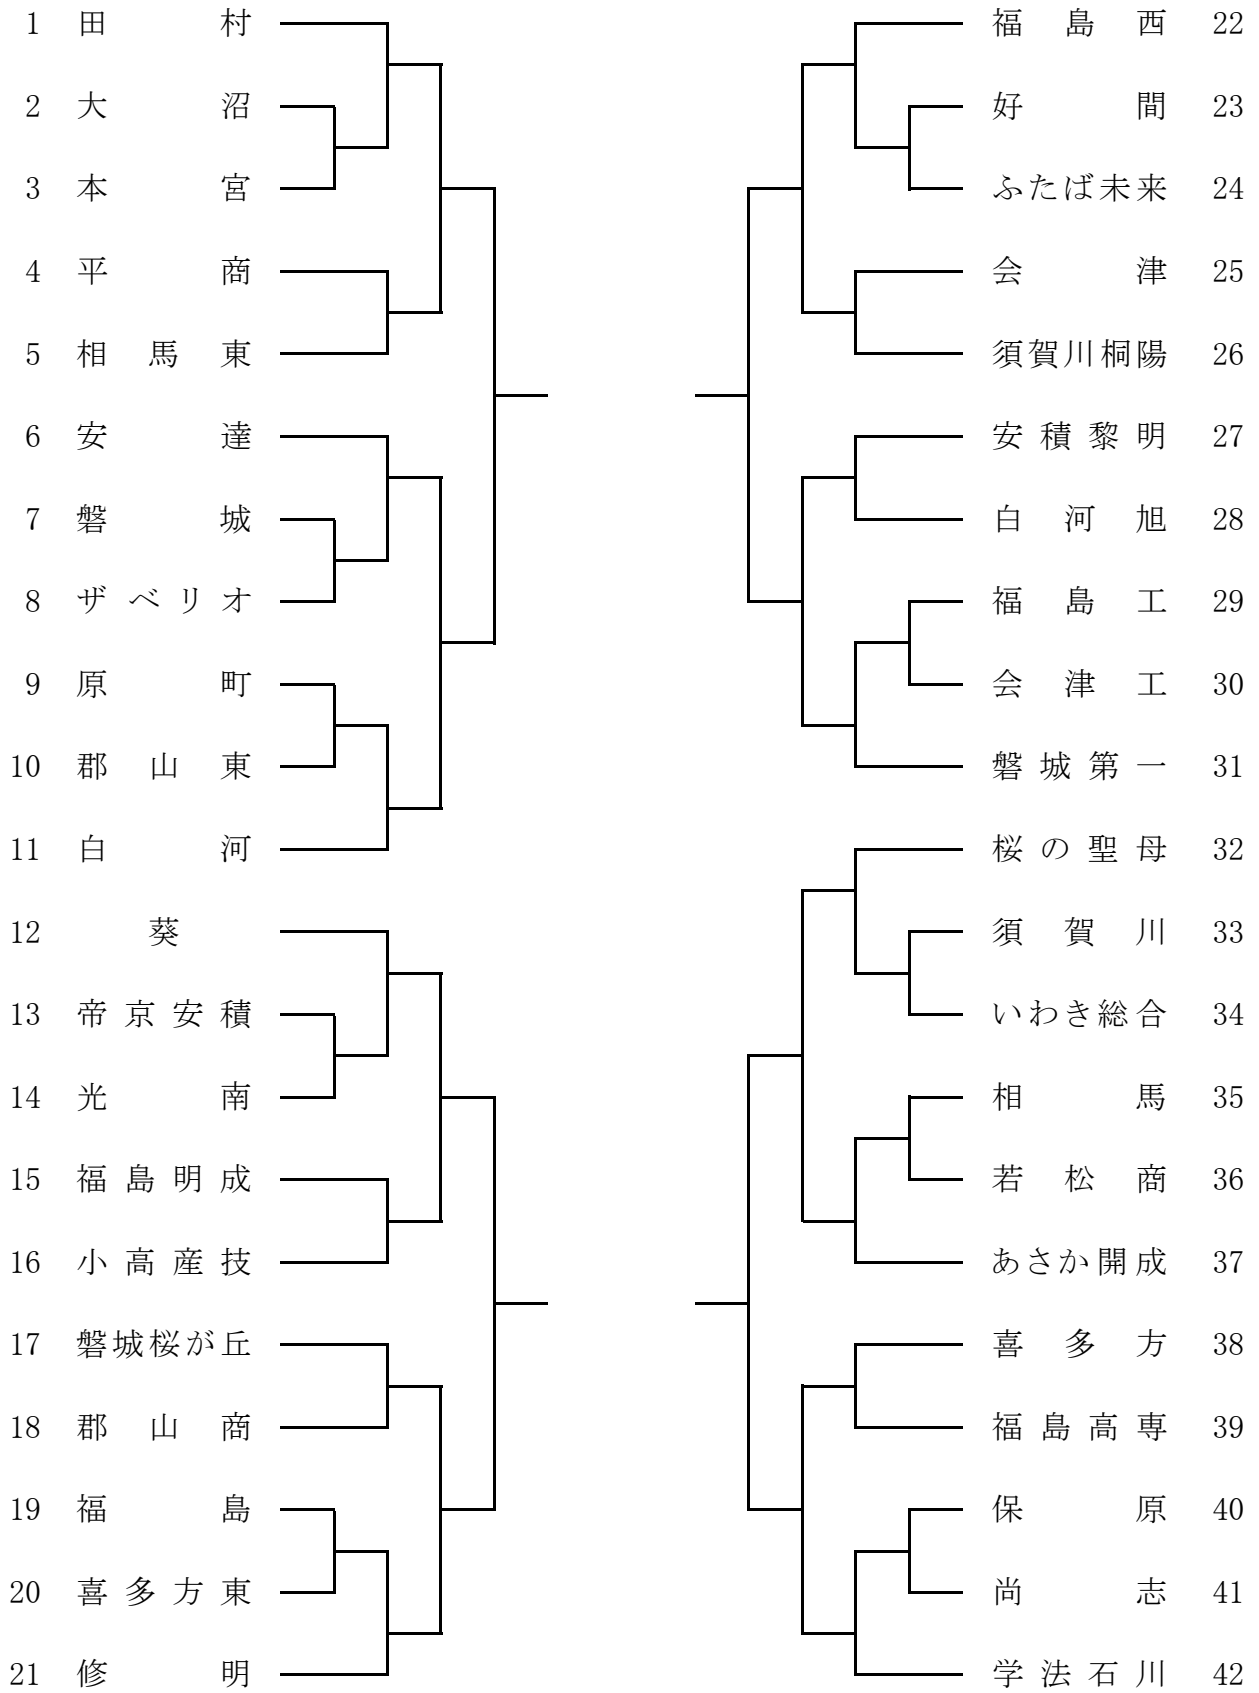 1 田村
2 大沼
3 本宮
4 平商
5 相馬東
6 安達
7 磐城
8 ザベリオ
9 原町
10 郡山東
11 白河
12 葵
13 帝京安積
14 光南
15 福島明成
16 小高産技
17 磐城桜が丘
18 郡山商
19 福島
20 喜多方東
21 修明
福島西 22
好間 23
ふたば未来 24
会津 25
須賀川桐陽 26
安積黎明 27
白河旭 28
福島工 29
会津工 30
磐城第一 31
桜の聖母 32
須賀川 33
いわき総合 34
相馬 35
若松商 36
あさか開成 37
喜多方 38
福島高専 39
保原 40
尚志 41
学法石川 42